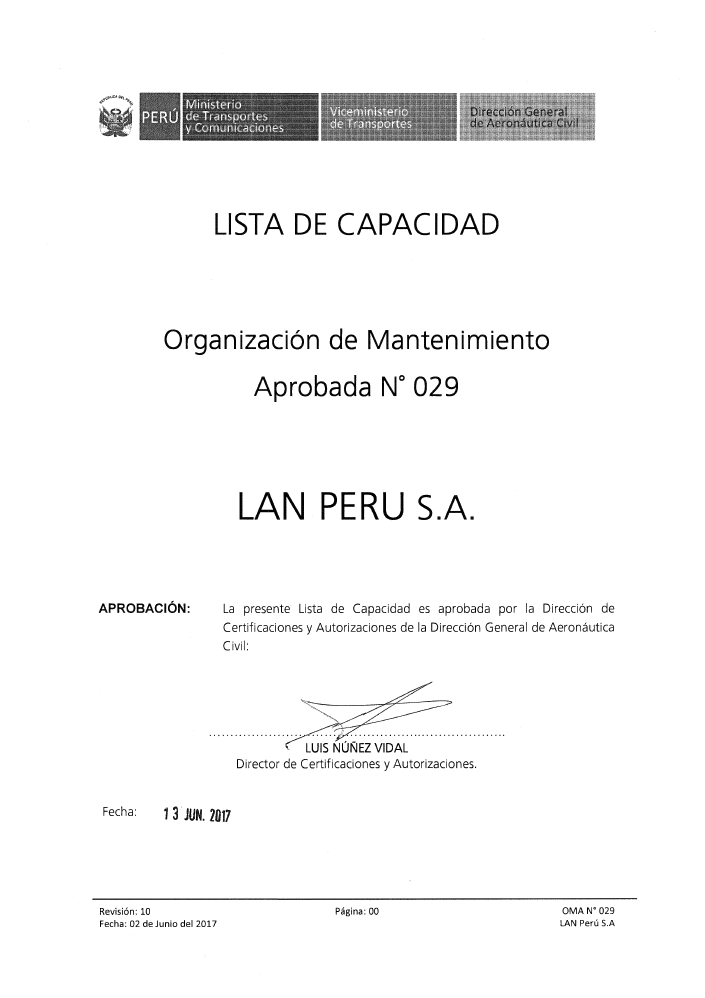 REPÚBLICA DEL PERÚ
PERÚ
Ministerio
de Transportes
y Comunicaciones
Viceministerio
de Transportes
Dirección General
de Aeronáutica Civil
LISTA DE CAPACIDAD
Organización de Mantenimiento
Aprobada N° 029
LAN PERU S.A.
APROBACIÓN: La presente Lista de Capacidad es aprobada por la Dirección de
Certificaciones y Autorizaciones de la Dirección General de Aeronáutica
Civil:
LUIS NÚÑEZ VIDAL
Director de Certificaciones y Autorizaciones.
Fecha: 13 JUN. 2017
Revisión: 10 Página: 00 OMA N° 029
Fecha: 02 de Junio del 2017 LAN Perú S.A